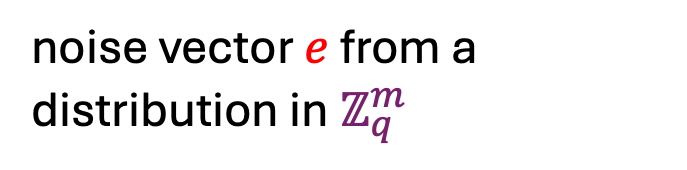 noise vector 𝑒 from a
distribution in ℤ_q^m